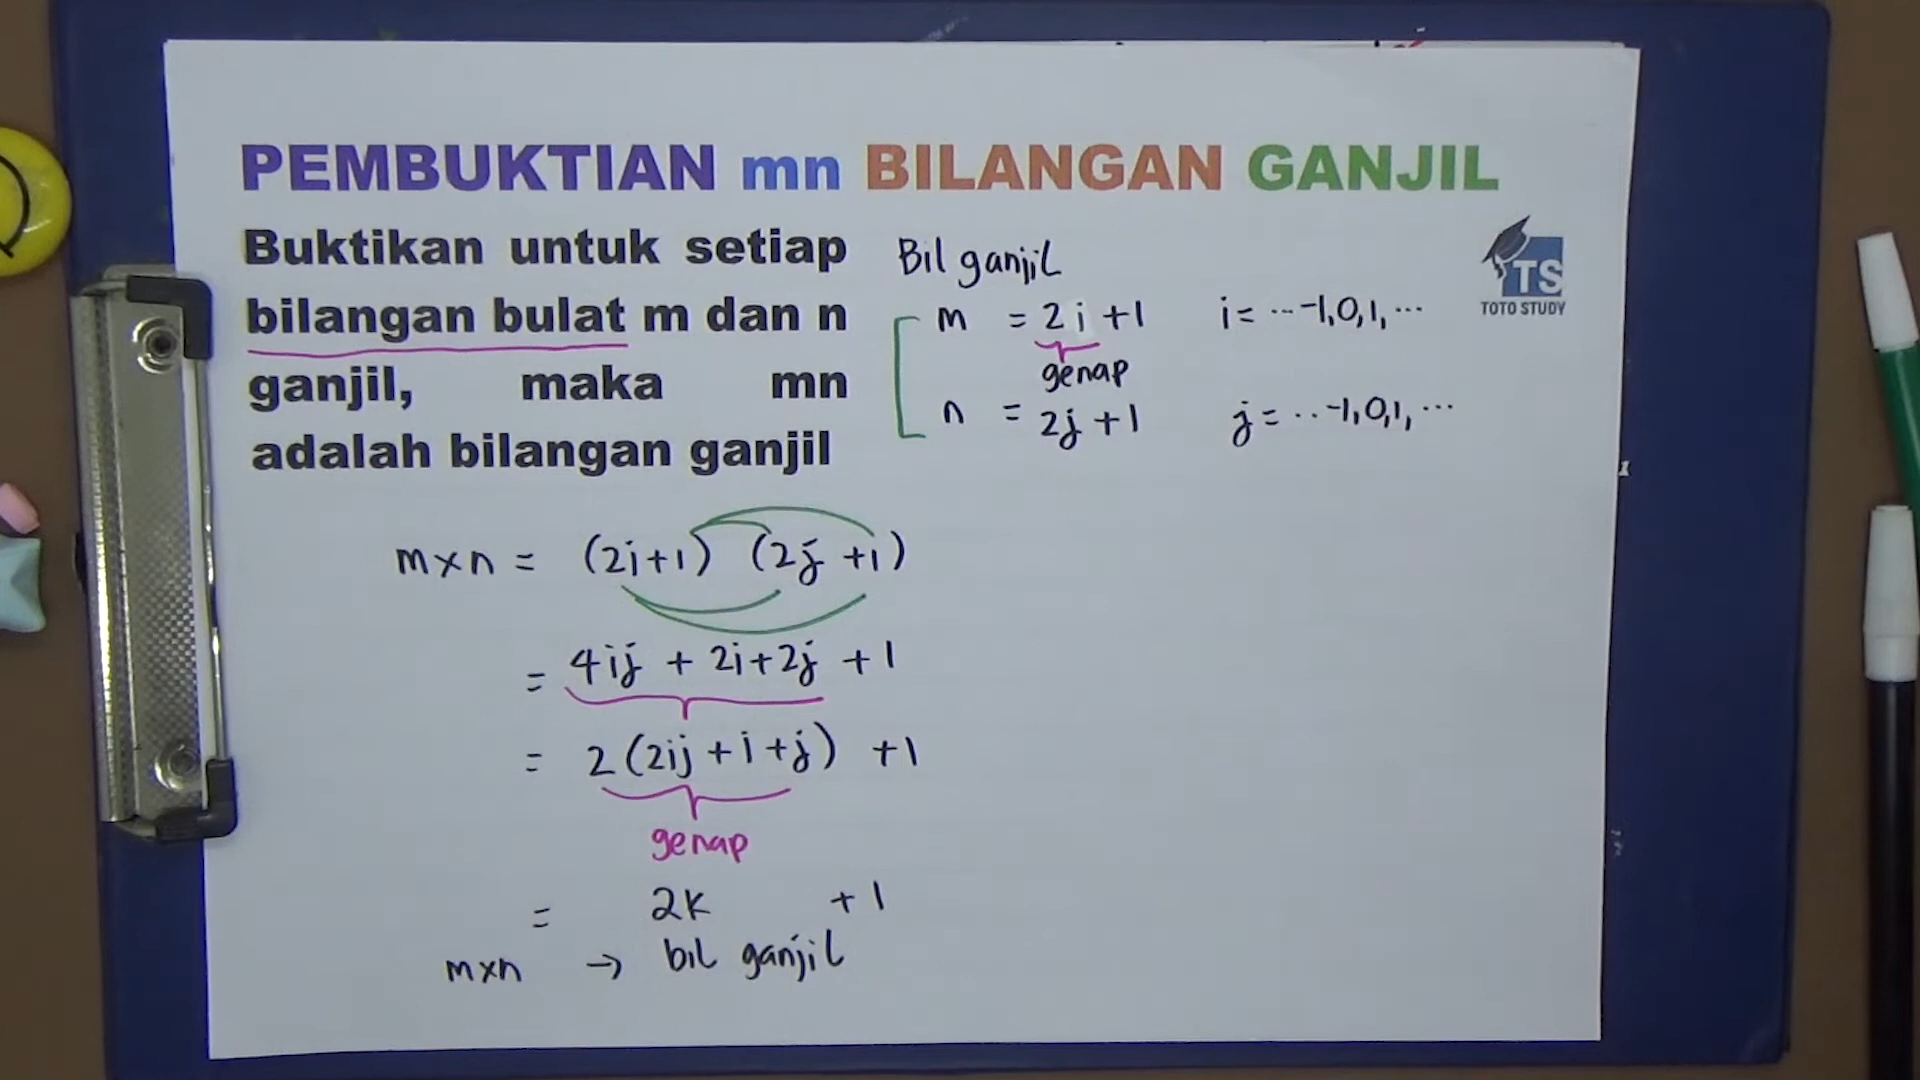 PEMBUKTIAN mn BILANGAN GANJIL
Buktikan untuk setiap
bilangan bulat m dan n
ganjil, maka mn
adalah bilangan ganjil
Bil ganjil
m = 2i +1 i = ... -1, 0, 1, ...
genap
n = 2j +1 j = .. -1, 0, 1, ...
TS
TOTO STUDY
m x n = (2i+1) (2j +1)
= 4ij + 2i+2j +1
= 2 (2ij + i + j) +1
genap
= 2k +1
m x n → bil ganjil